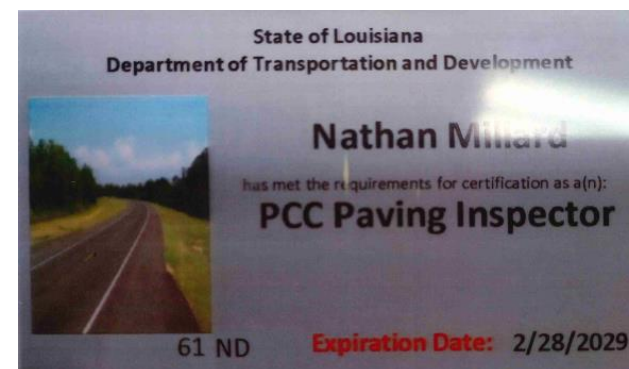 State of Louisiana
Department of Transportation and Development
Nathan Millard
has met the requirements for certification as a(n):
PCC Paving Inspector
61 ND
Expiration Date: 2/28/2029